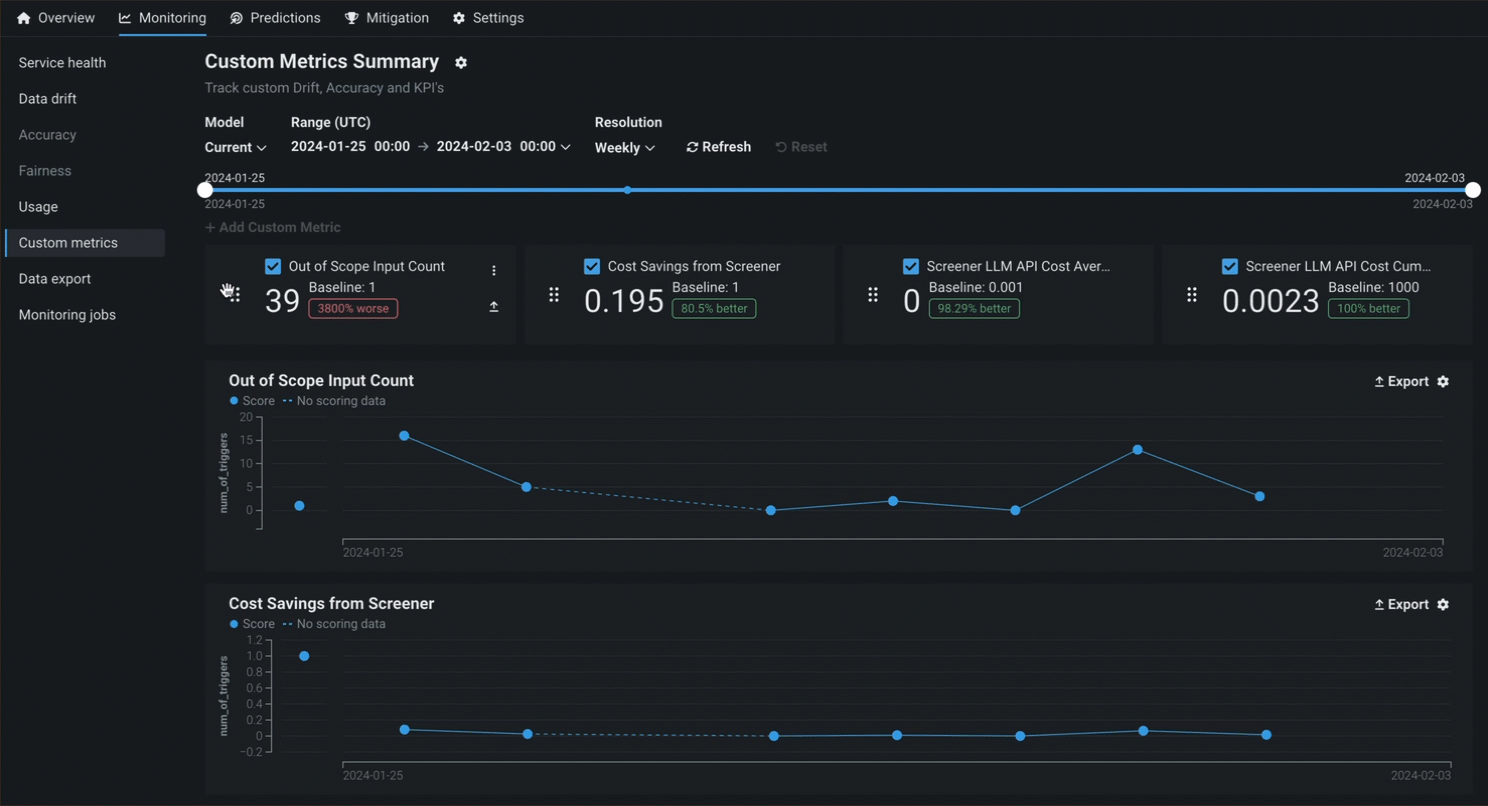 Overview Monitoring Predictions Mitigation Settings
Service health
Data drift
Accuracy
Fairness
Usage
Custom metrics
Data export
Monitoring jobs
Custom Metrics Summary
Track custom Drift, Accuracy and KPI's
Model Range (UTC) Resolution
Current 2024-01-25 00:00 → 2024-02-03 00:00 Weekly Refresh Reset
2024-01-25 2024-02-03
2024-01-25 2024-02-03
+ Add Custom Metric
Out of Scope Input Count
39 Baseline: 1
3800% worse
Cost Savings from Screener
0.195 Baseline: 1
80.5% better
Screener LLM API Cost Aver...
0 Baseline: 0.001
98.29% better
Screener LLM API Cost Cum...
0.0023 Baseline: 1000
100% better
Out of Scope Input Count Export
Score -- No scoring data
num_of_triggers
20
15
10
5
0
2024-01-25 2024-02-03
Cost Savings from Screener Export
Score -- No scoring data
num_of_triggers
1.2
1.0
0.8
0.6
0.4
0.2
0
−0.2
2024-01-25 2024-02-03